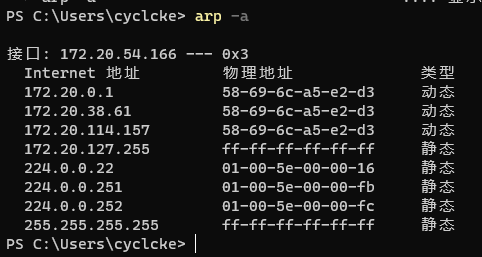 PS C:\Users\cyclcke> arp -a
接口: 172.20.54.166 --- 0x3
Internet 地址 物理地址 类型
172.20.0.1 58-69-6c-a5-e2-d3 动态
172.20.38.61 58-69-6c-a5-e2-d3 动态
172.20.114.157 58-69-6c-a5-e2-d3 动态
172.20.127.255 ff-ff-ff-ff-ff-ff 静态
224.0.0.22 01-00-5e-00-00-16 静态
224.0.0.251 01-00-5e-00-00-fb 静态
224.0.0.252 01-00-5e-00-00-fc 静态
255.255.255.255 ff-ff-ff-ff-ff-ff 静态
PS C:\Users\cyclcke>